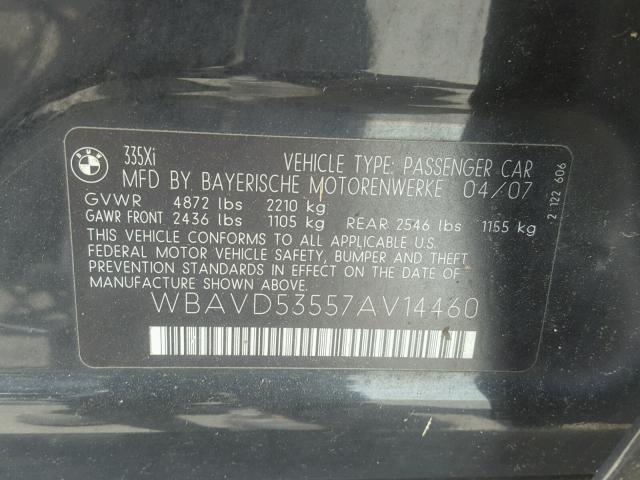 BMW
335Xi
VEHICLE TYPE: PASSENGER CAR
MFD BY BAYERISCHE MOTORENWERKE 04/07
GVWR 4872 lbs 2210 kg
GAWR FRONT 2436 lbs 1105 kg REAR 2546 lbs 1155 kg
THIS VEHICLE CONFORMS TO ALL APPLICABLE U.S.
FEDERAL MOTOR VEHICLE SAFETY, BUMPER AND THEFT
PREVENTION STANDARDS IN EFFECT ON THE DATE OF
MANUFACTURE SHOWN ABOVE.
WBAVD53557AV14460
2 122 606